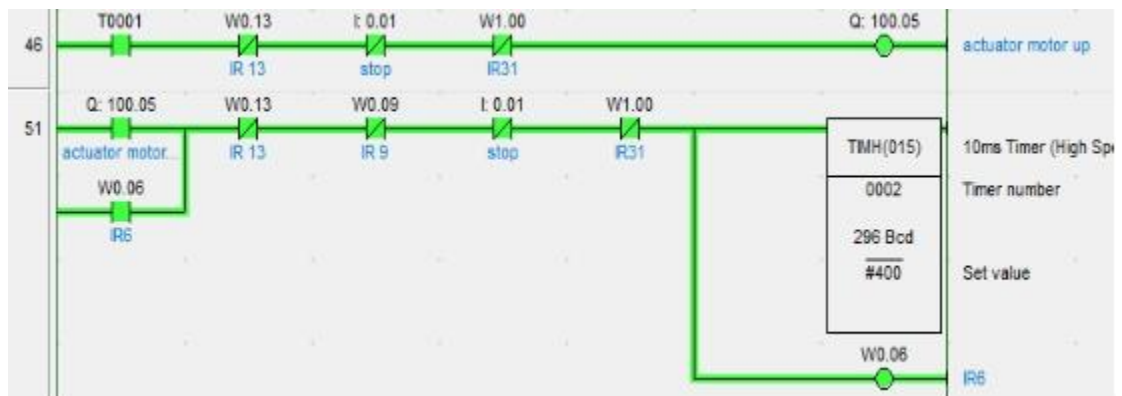 T0001 W0.13 I: 0.01 W1.00 Q: 100.05
46 actuator motor up
IR 13 stop IR31
Q: 100.05 W0.13 W0.09 I: 0.01 W1.00
51 TIMH(015) 10ms Timer (High Spe
actuator motor... IR 13 IR 9 stop IR31
W0.06 0002 Timer number
IR6 296 Bcd
#400 Set value
W0.06
IR6